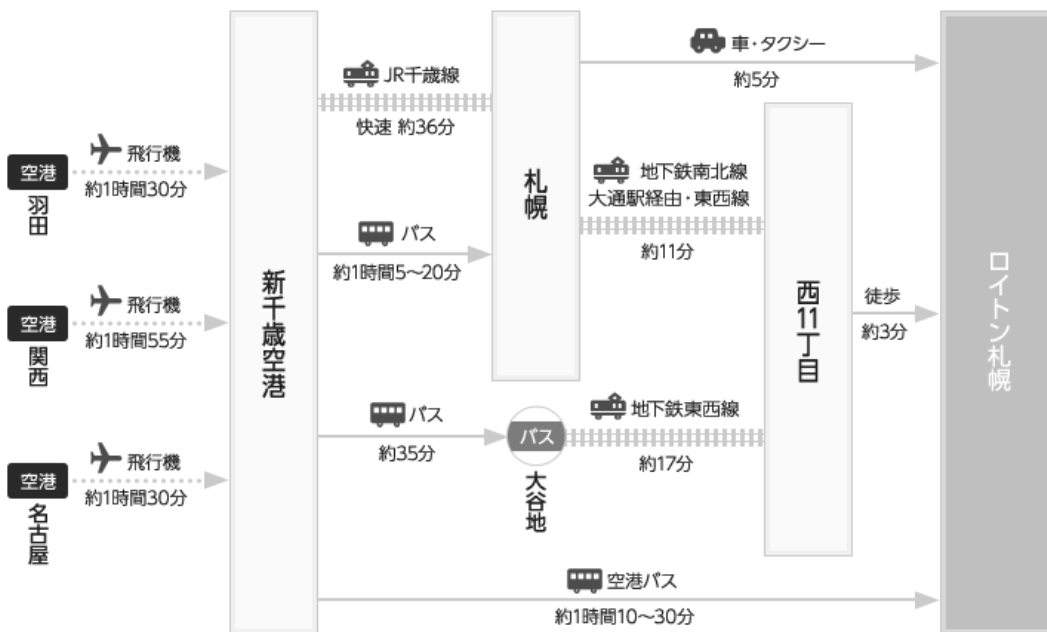 空港
羽田
飛行機
約1時間30分
空港
関西
飛行機
約1時間55分
空港
名古屋
飛行機
約1時間30分
新千歳空港
JR千歳線
快速 約36分
バス
約1時間5〜20分
バス
約35分
札幌
バス
大谷地
車・タクシー
約5分
地下鉄南北線
大通駅経由・東西線
約11分
地下鉄東西線
約17分
西11丁目
徒歩
約3分
空港バス
約1時間10〜30分
ロイトン札幌